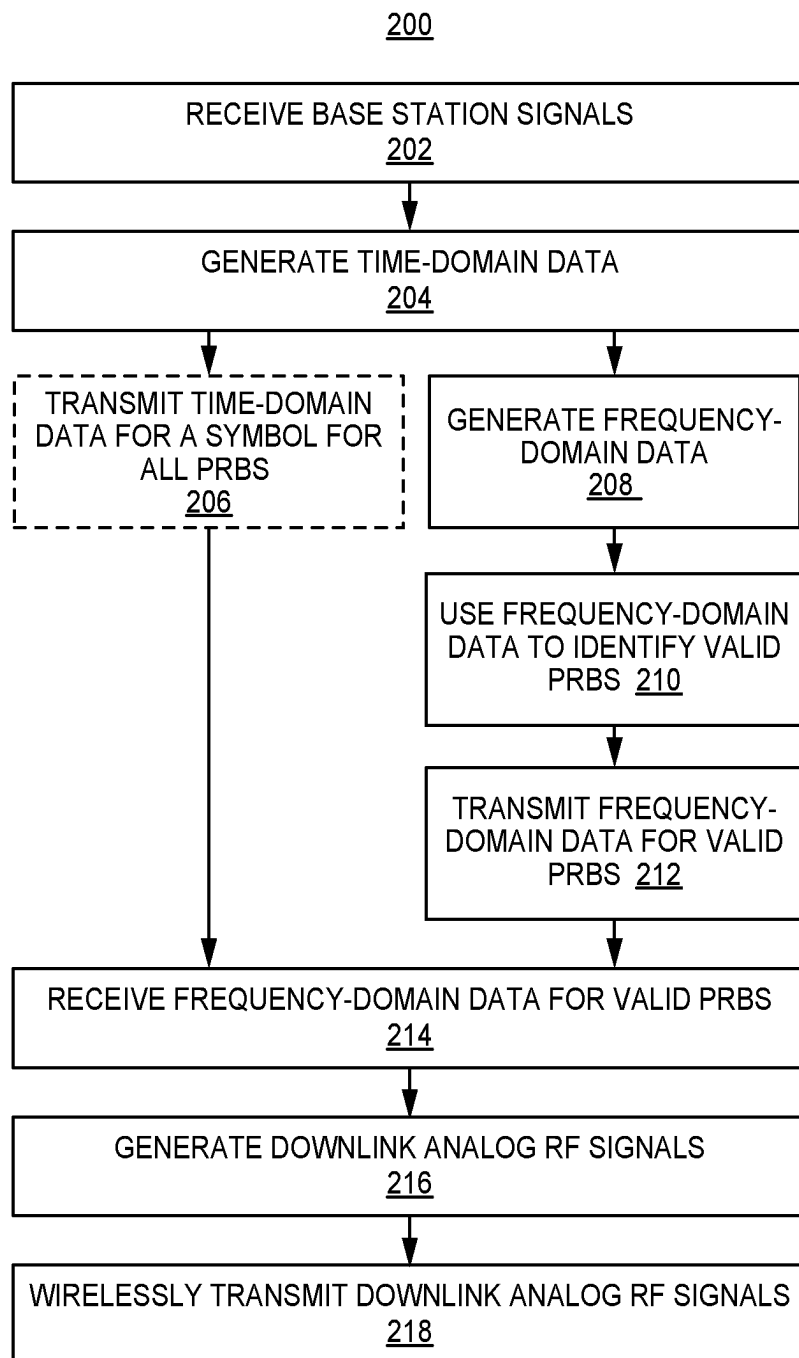 200
RECEIVE BASE STATION SIGNALS
202
GENERATE TIME-DOMAIN DATA
204
TRANSMIT TIME-DOMAIN
DATA FOR A SYMBOL FOR
ALL PRBS
206
GENERATE FREQUENCY-
DOMAIN DATA
208
USE FREQUENCY-DOMAIN
DATA TO IDENTIFY VALID
PRBS 210
TRANSMIT FREQUENCY-
DOMAIN DATA FOR VALID
PRBS 212
RECEIVE FREQUENCY-DOMAIN DATA FOR VALID PRBS
214
GENERATE DOWNLINK ANALOG RF SIGNALS
216
WIRELESSLY TRANSMIT DOWNLINK ANALOG RF SIGNALS
218